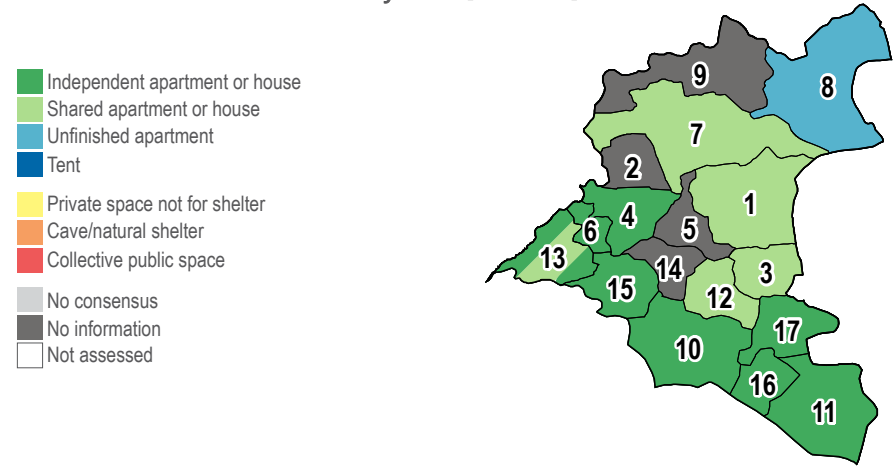 Independent apartment or house
Shared apartment or house
Unfinished apartment
Tent
Private space not for shelter
Cave/natural shelter
Collective public space
No consensus
No information
Not assessed
9
8
7
2
1
4
5
6
13
14
3
15
12
17
10
16
11